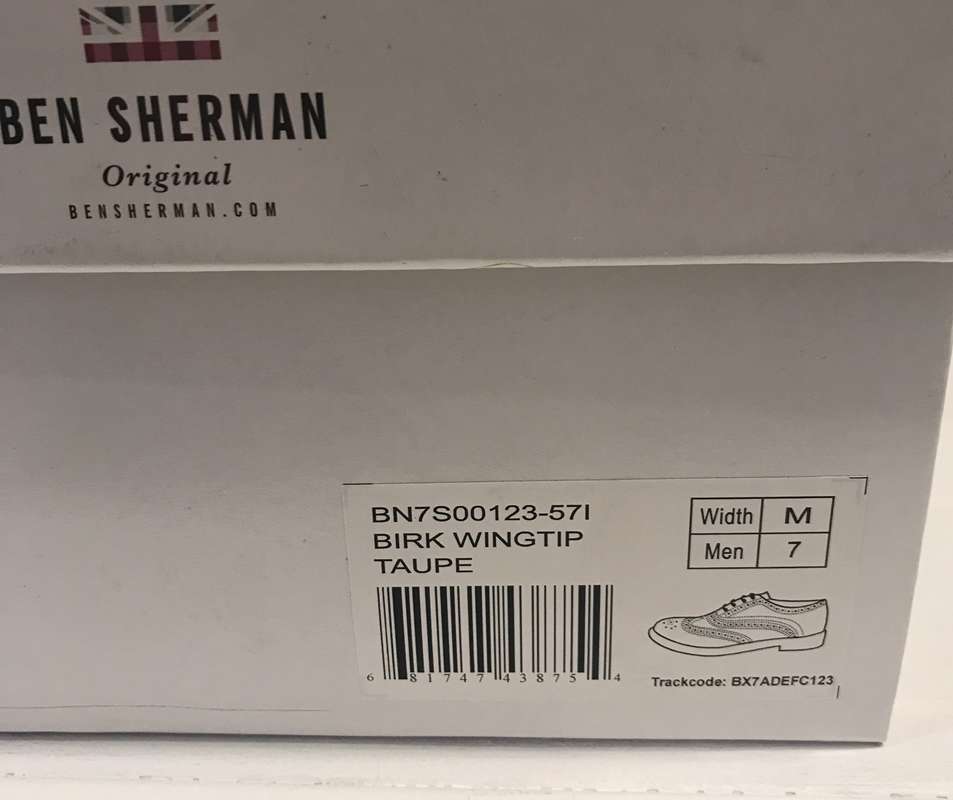 BEN SHERMAN
Original
BENSHERMAN.COM
BN7S00123-57I
BIRK WINGTIP
TAUPE
Width M
Men 7
6 81747 43875 4
Trackcode: BX7ADEFC123